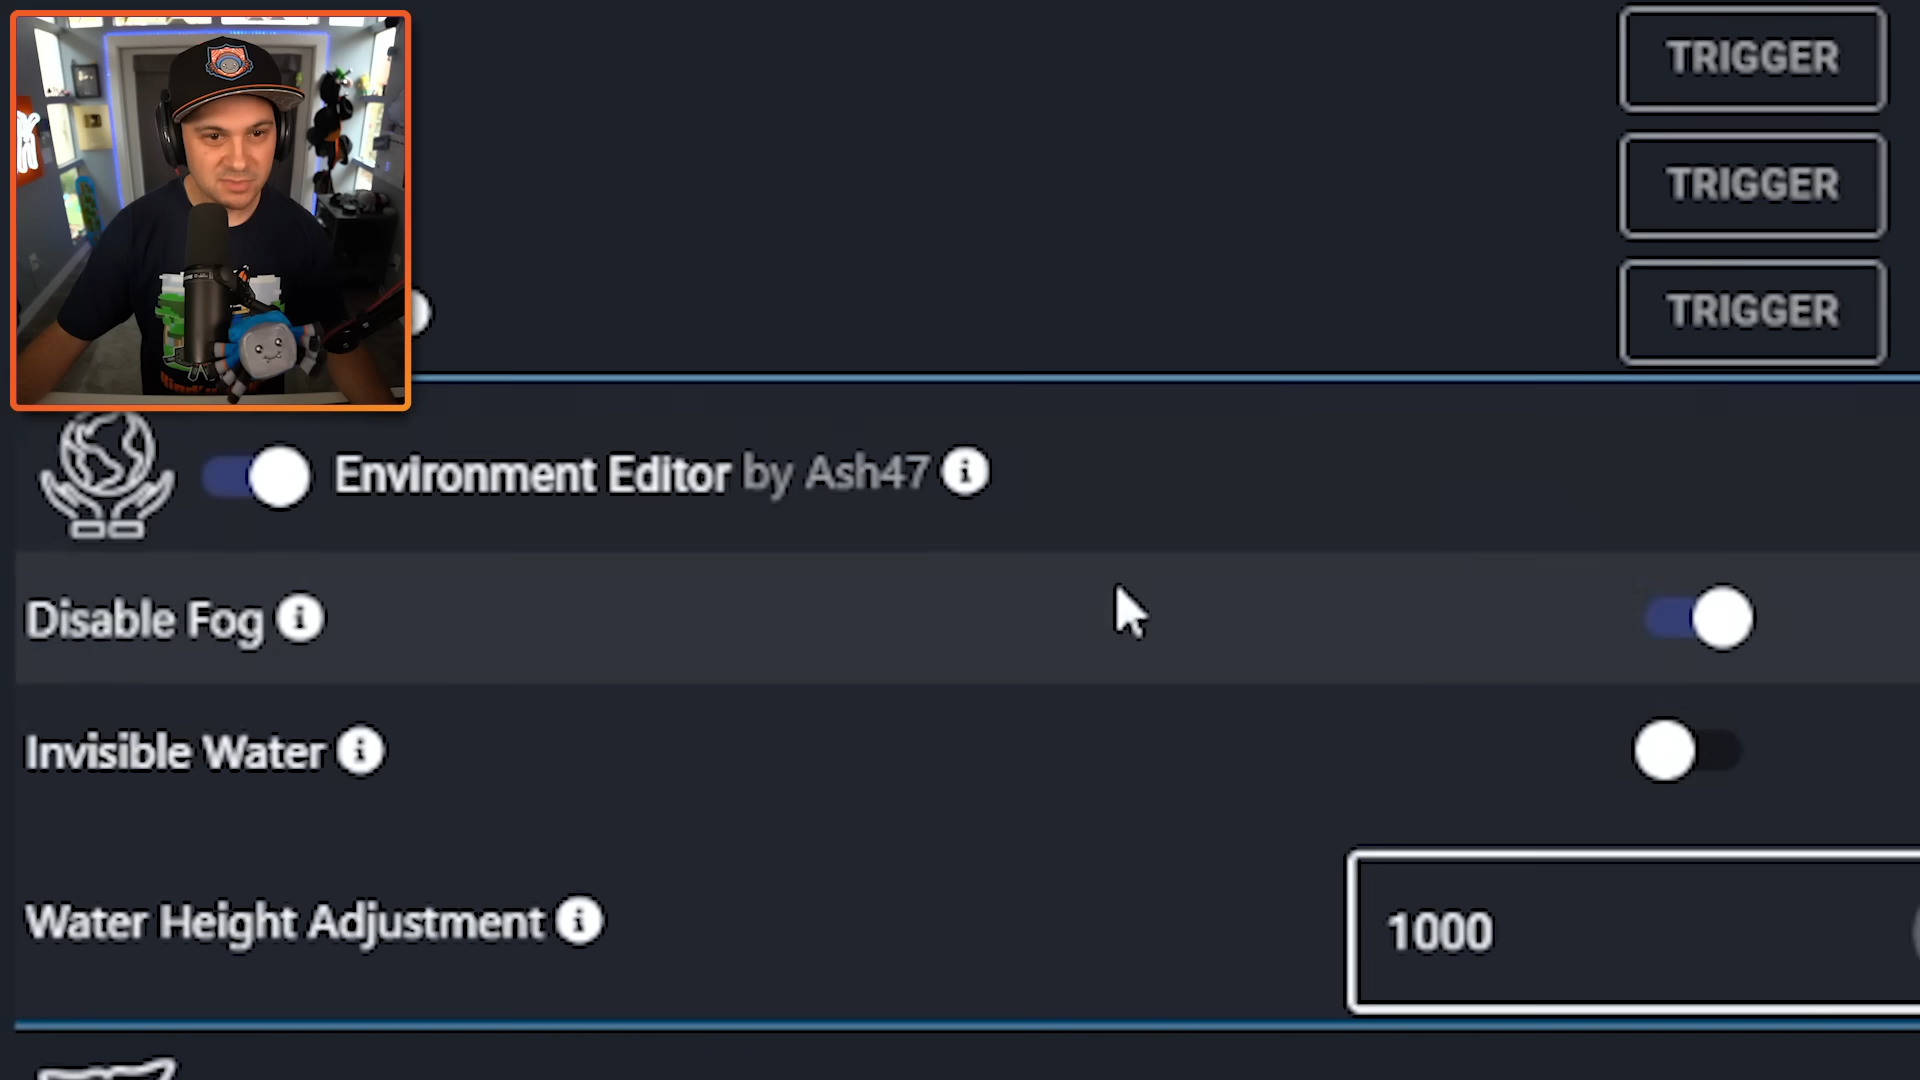 TRIGGER
TRIGGER
TRIGGER
Environment Editor by Ash47
Disable Fog
Invisible Water
Water Height Adjustment
1000